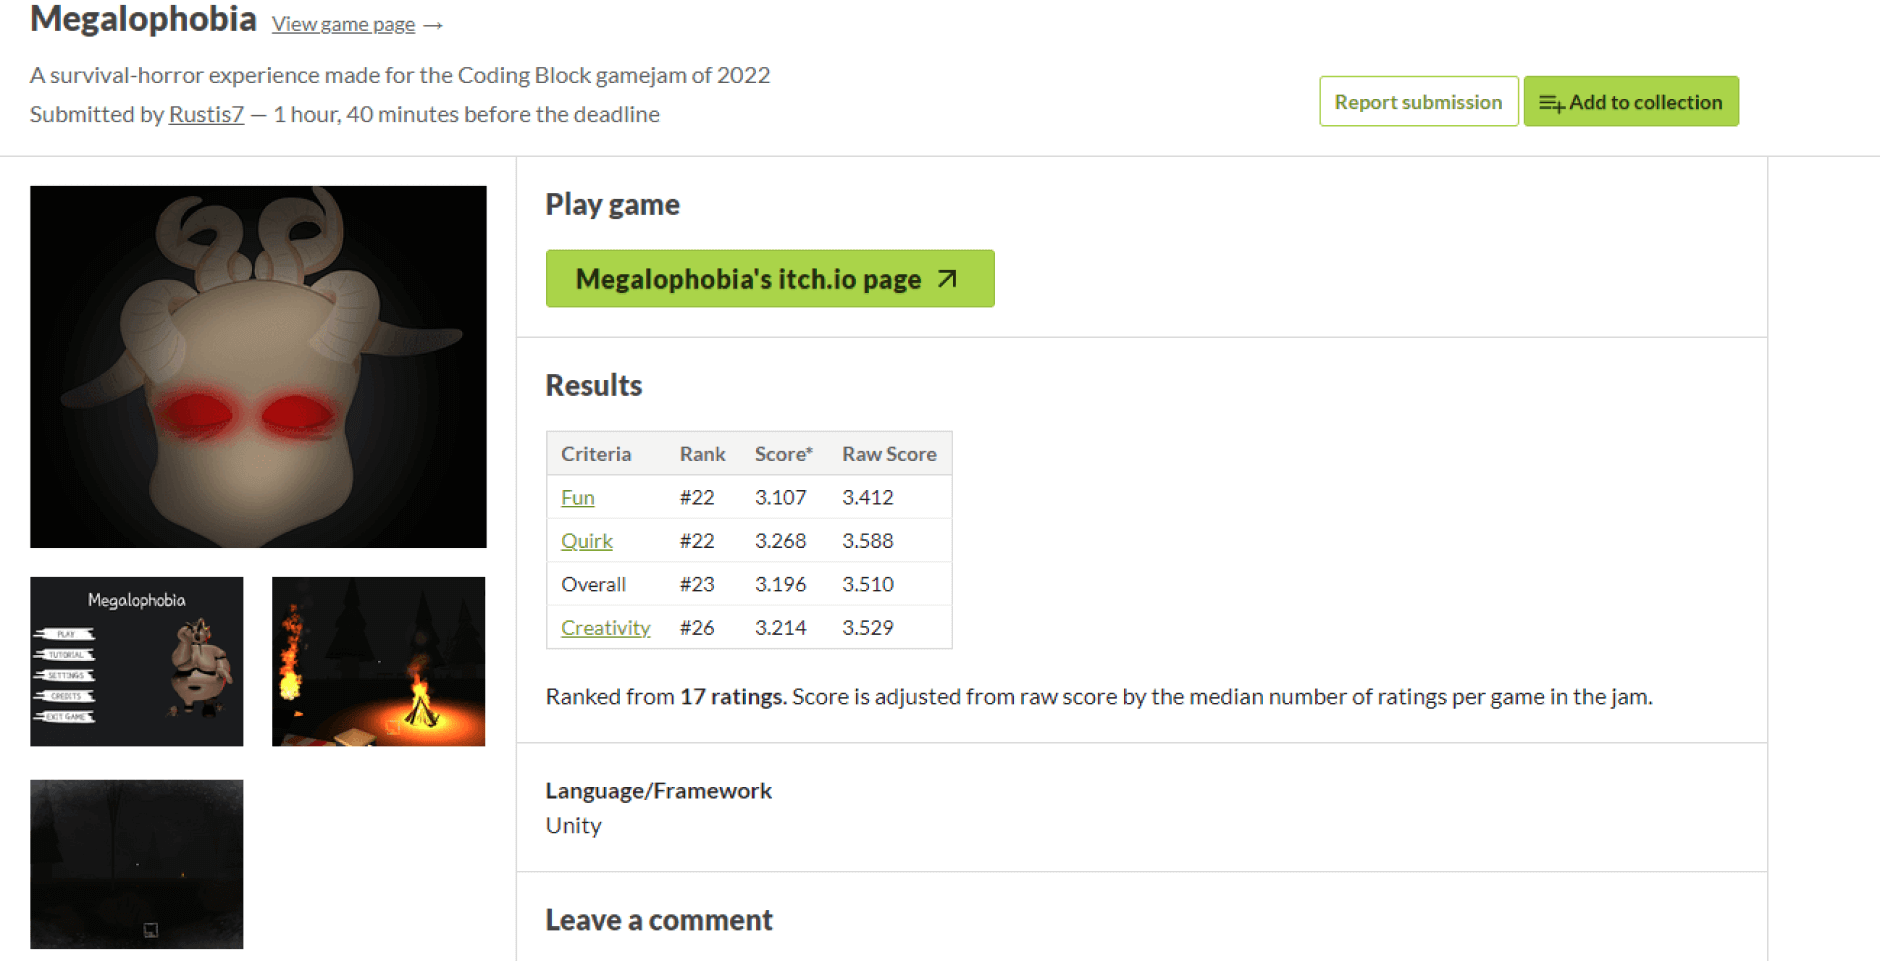 Megalophobia View game page →
A survival-horror experience made for the Coding Block gamejam of 2022
Submitted by Rustis7 — 1 hour, 40 minutes before the deadline
Report submission
Add to collection
Megalophobia
PLAY
TUTORIAL
SETTINGS
CREDITS
EXIT GAME
Play game
Megalophobia's itch.io page
Results
Criteria Rank Score* Raw Score
Fun #22 3.107 3.412
Quirk #22 3.268 3.588
Overall #23 3.196 3.510
Creativity #26 3.214 3.529
Ranked from 17 ratings. Score is adjusted from raw score by the median number of ratings per game in the jam.
Language/Framework
Unity
Leave a comment